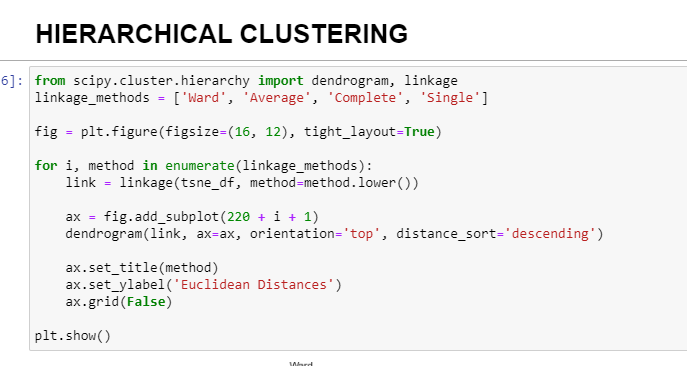 HIERARCHICAL CLUSTERING
6]: from scipy.cluster.hierarchy import dendrogram, linkage
linkage_methods = ['Ward', 'Average', 'Complete', 'Single']
fig = plt.figure(figsize=(16, 12), tight_layout=True)
for i, method in enumerate(linkage_methods):
    link = linkage(tsne_df, method=method.lower())
    ax = fig.add_subplot(220 + i + 1)
    dendrogram(link, ax=ax, orientation='top', distance_sort='descending')
    ax.set_title(method)
    ax.set_ylabel('Euclidean Distances')
    ax.grid(False)
plt.show()
Ward